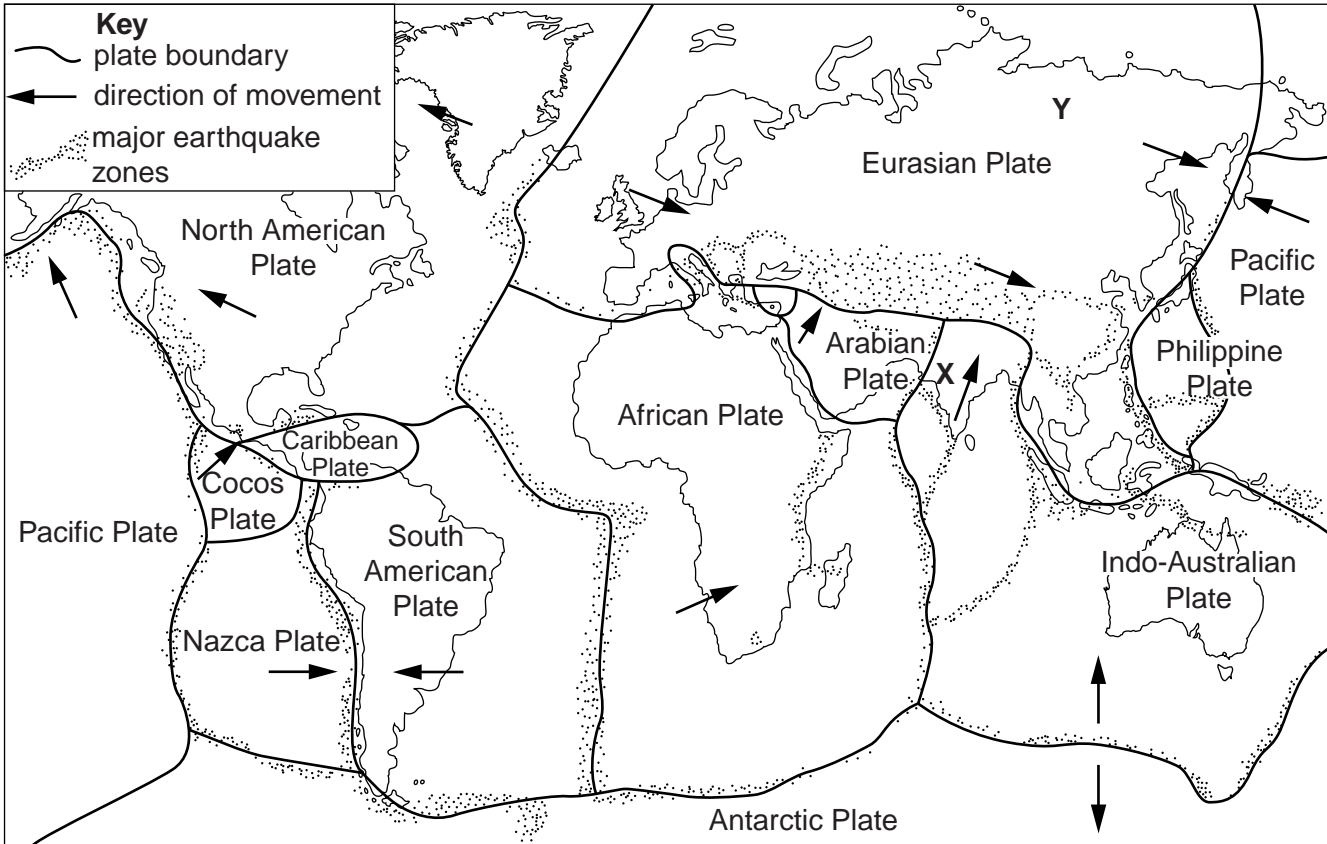 Key
plate boundary
direction of movement
major earthquake
zones
Y
Eurasian Plate
North American
Plate
Pacific
Plate
Arabian
Plate
X
Philippine
Plate
African Plate
Caribbean
Plate
Cocos
Plate
Pacific Plate
South
American
Plate
Indo-Australian
Plate
Nazca Plate
Antarctic Plate